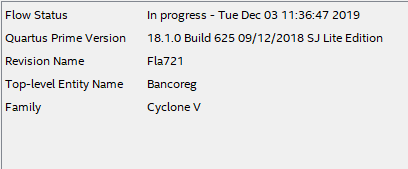 Flow Status In progress - Tue Dec 03 11:36:47 2019
Quartus Prime Version 18.1.0 Build 625 09/12/2018 SJ Lite Edition
Revision Name Fla721
Top-level Entity Name Bancoreg
Family Cyclone V